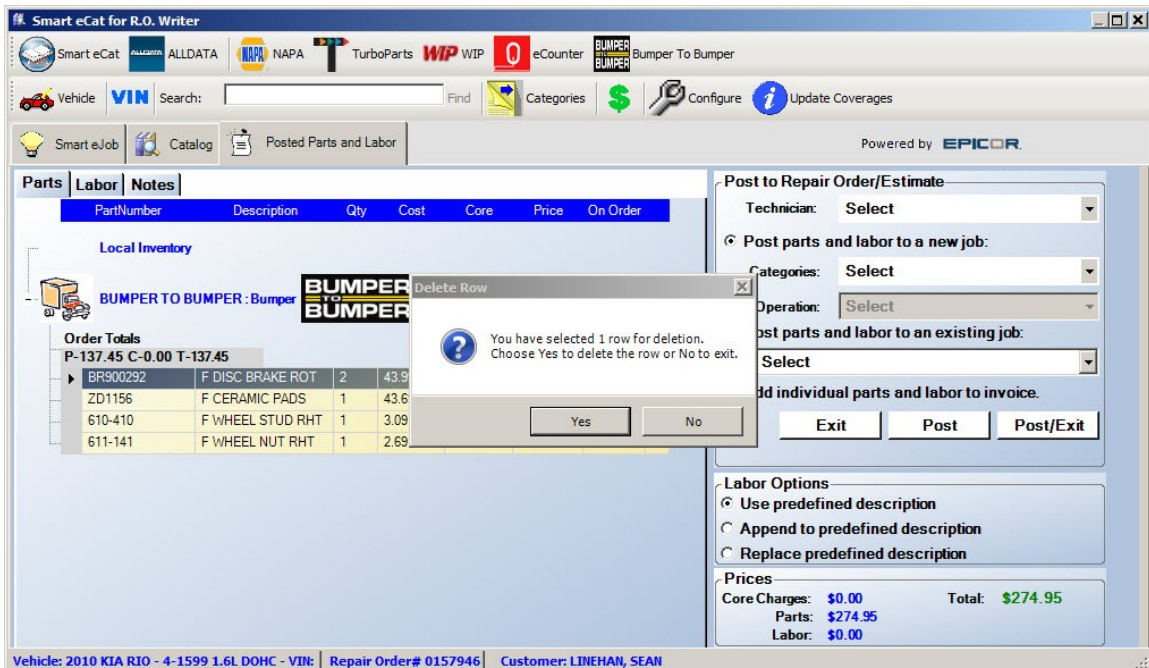 Smart eCat for R.O. Writer
Smart eCat ALLDATA ALLDATA NAPA NAPA TurboParts WIP WIP eCounter BUMPER TO BUMPER Bumper To Bumper
Vehicle VIN Search: Find Categories $ Configure i Update Coverages
Smart eJob Catalog Posted Parts and Labor Powered by EPICOR
Parts Labor Notes
PartNumber Description Qty Cost Core Price On Order
Local Inventory
BUMPER TO BUMPER : Bumper BUMPER TO BUMPER
Order Totals
P-137.45 C-0.00 T-137.45
BR900292 F DISC BRAKE ROT 2 43.9
ZD1156 F CERAMIC PADS 1 43.6
610-410 F WHEEL STUD RHT 1 3.09
611-141 F WHEEL NUT RHT 1 2.69
Delete Row
You have selected 1 row for deletion.
Choose Yes to delete the row or No to exit.
Yes No
Post to Repair Order/Estimate
Technician: Select
Post parts and labor to a new job:
Categories: Select
Operation: Select
ost parts and labor to an existing job:
Select
dd individual parts and labor to invoice.
Exit Post Post/Exit
Labor Options
Use predefined description
Append to predefined description
Replace predefined description
Prices
Core Charges: $0.00 Total: $274.95
Parts: $274.95
Labor: $0.00
Vehicle: 2010 KIA RIO - 4-1599 1.6L DOHC - VIN: Repair Order# 0157946 Customer: LINEHAN, SEAN